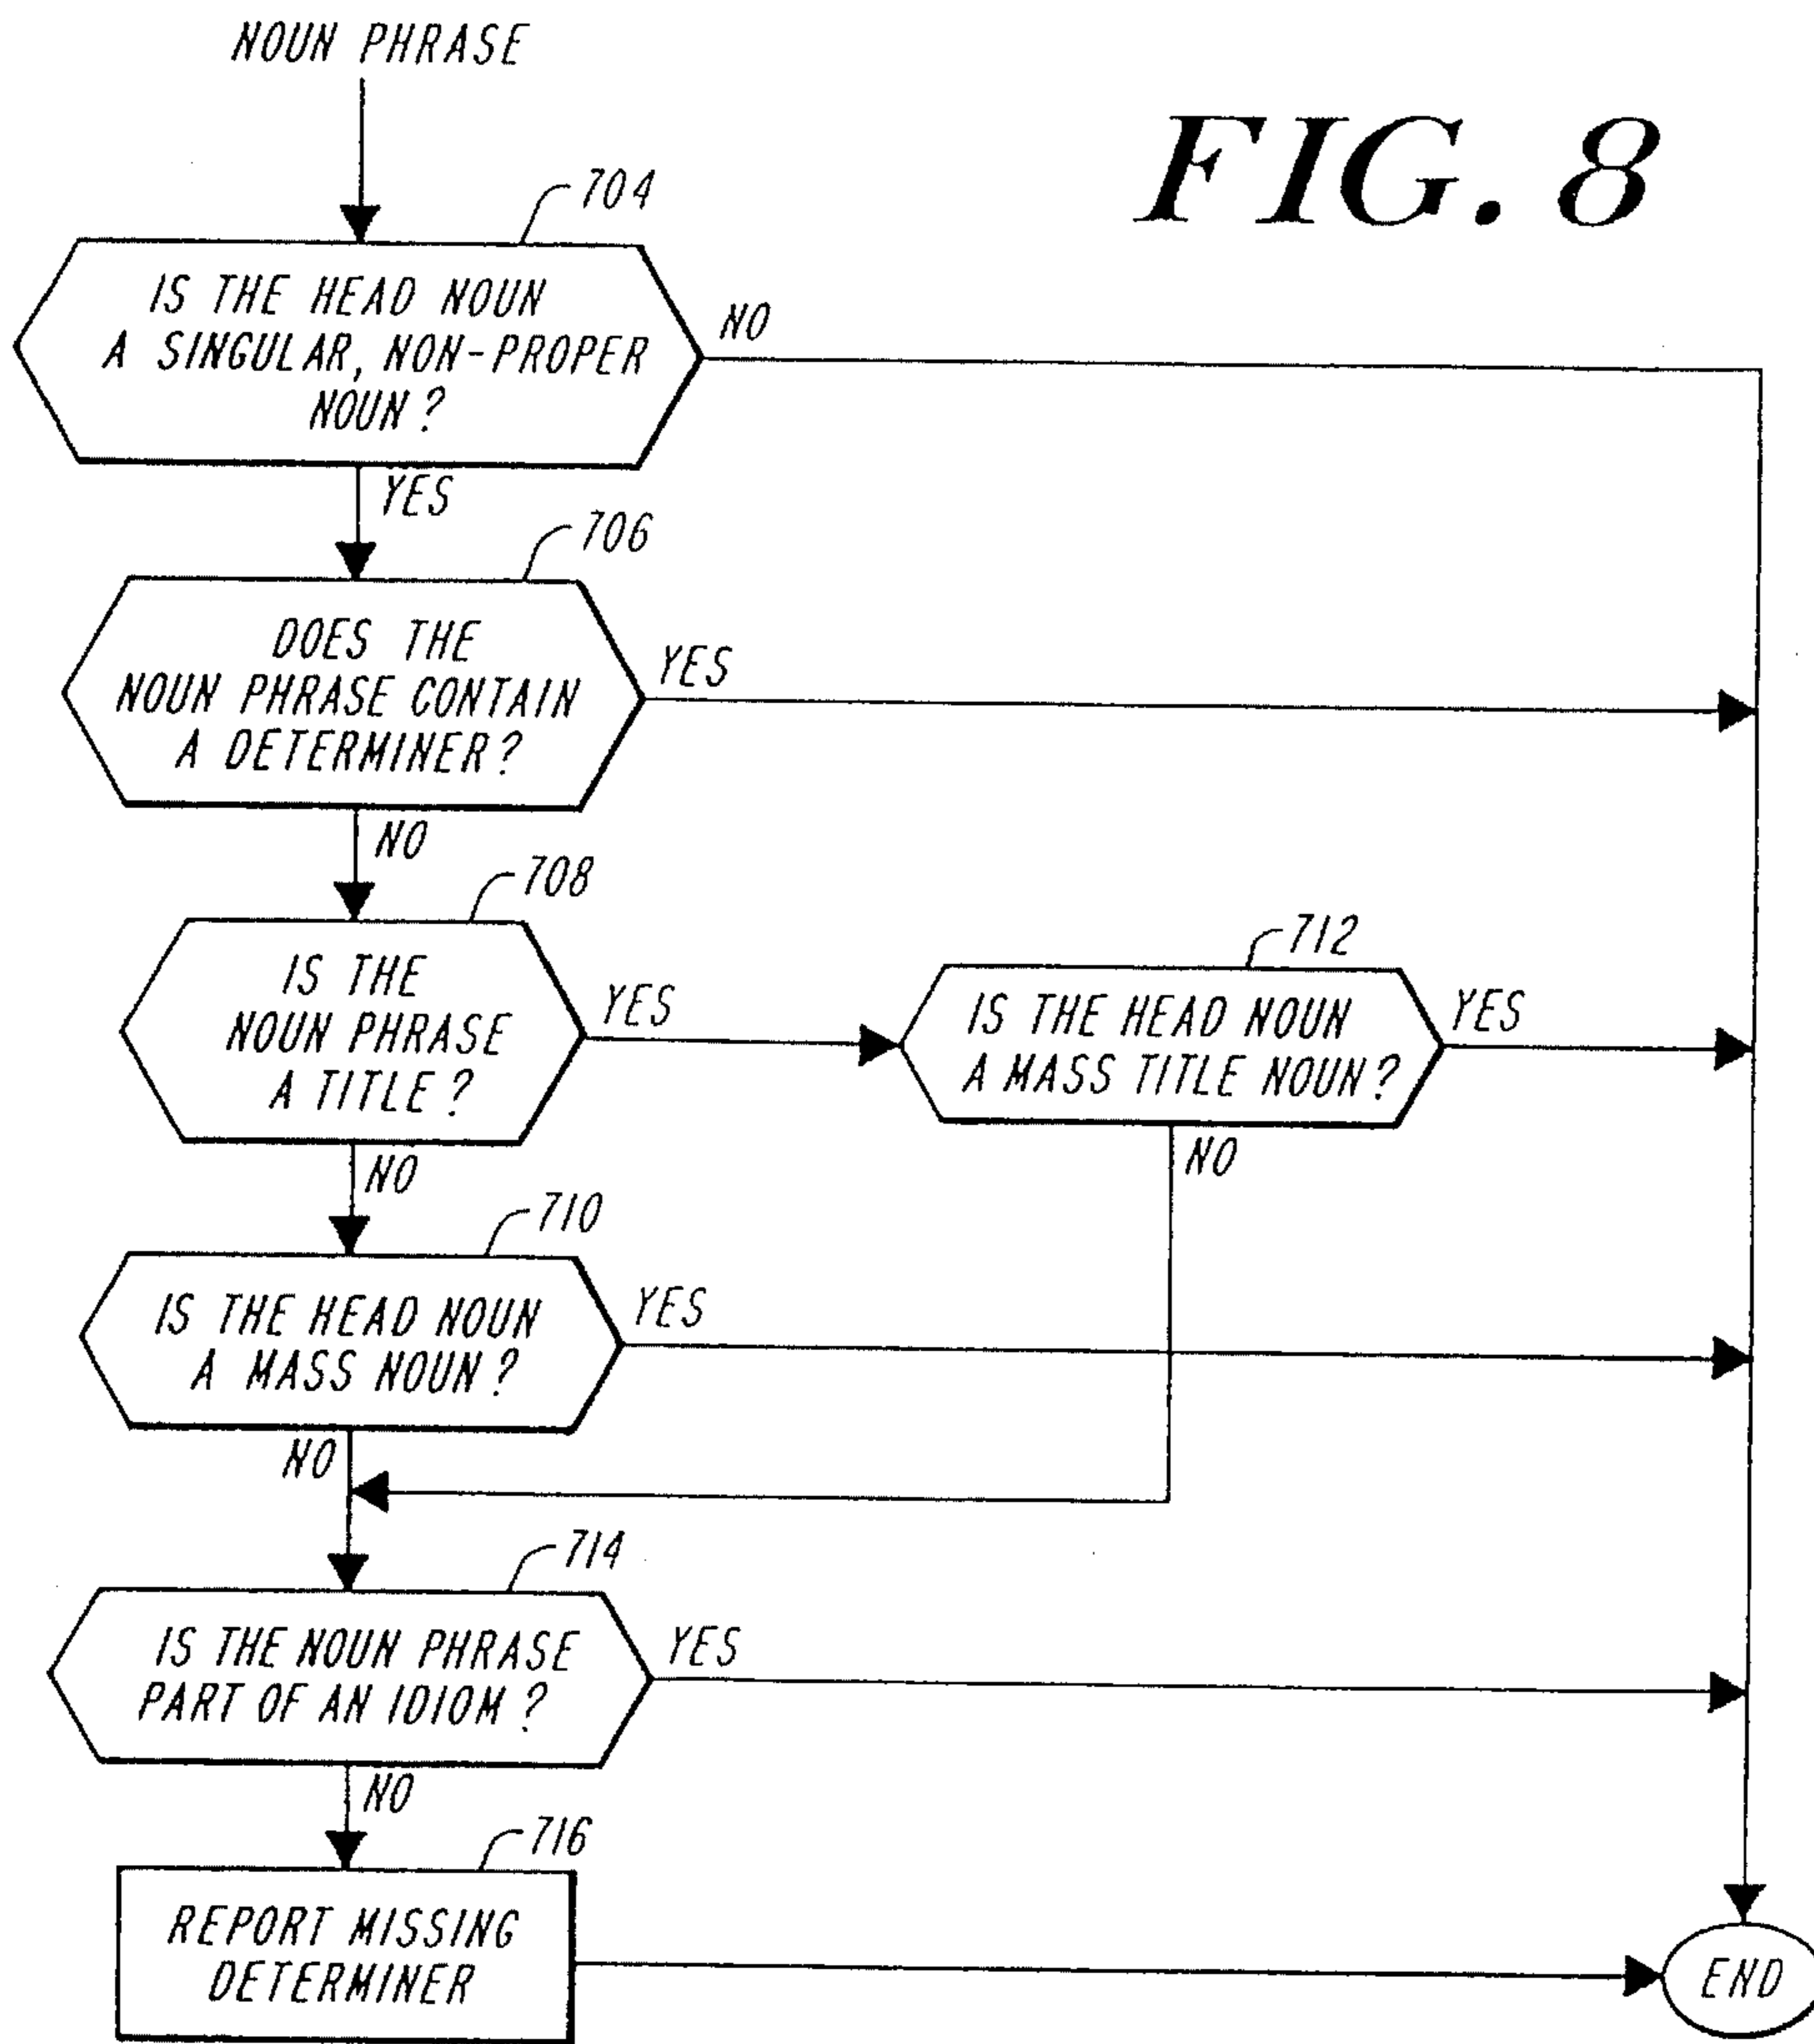 NOUN PHRASE
FIG. 8
704
IS THE HEAD NOUN
A SINGULAR, NON-PROPER
NOUN?
NO
YES
706
DOES THE
NOUN PHRASE CONTAIN
A DETERMINER?
YES
NO
708
IS THE
NOUN PHRASE
A TITLE?
YES
712
IS THE HEAD NOUN
A MASS TITLE NOUN?
YES
NO
NO
710
IS THE HEAD NOUN
A MASS NOUN?
YES
NO
714
IS THE NOUN PHRASE
PART OF AN IDIOM?
YES
NO
716
REPORT MISSING
DETERMINER
END